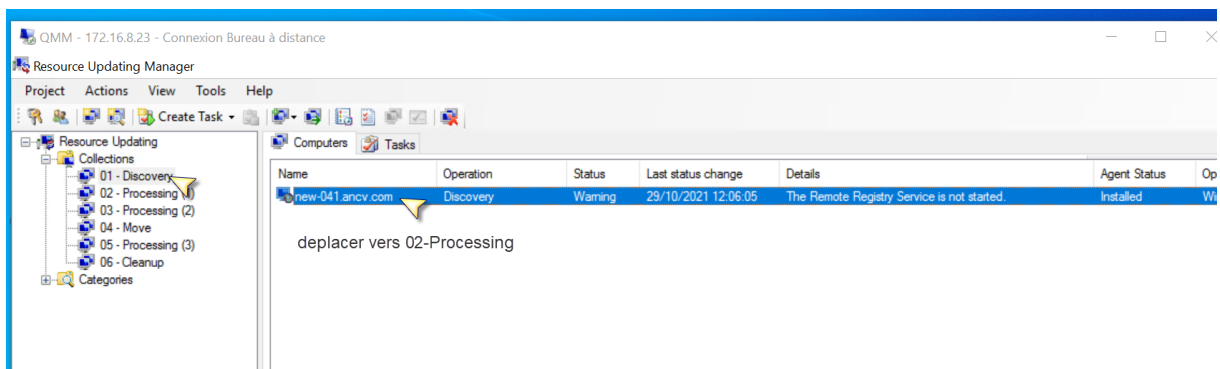 QMM - 172.16.8.23 - Connexion Bureau à distance
Resource Updating Manager
Project Actions View Tools Help
Create Task
Resource Updating
Collections
01 - Discovery
02 - Processing
03 - Processing (2)
04 - Move
05 - Processing (3)
06 - Cleanup
Categories
Computers Tasks
Name Operation Status Last status change Details Agent Status Op
new-041.ancv.com Discovery Warning 29/10/2021 12:06:05 The Remote Registry Service is not started. Installed Wi
deplacer vers 02-Processing